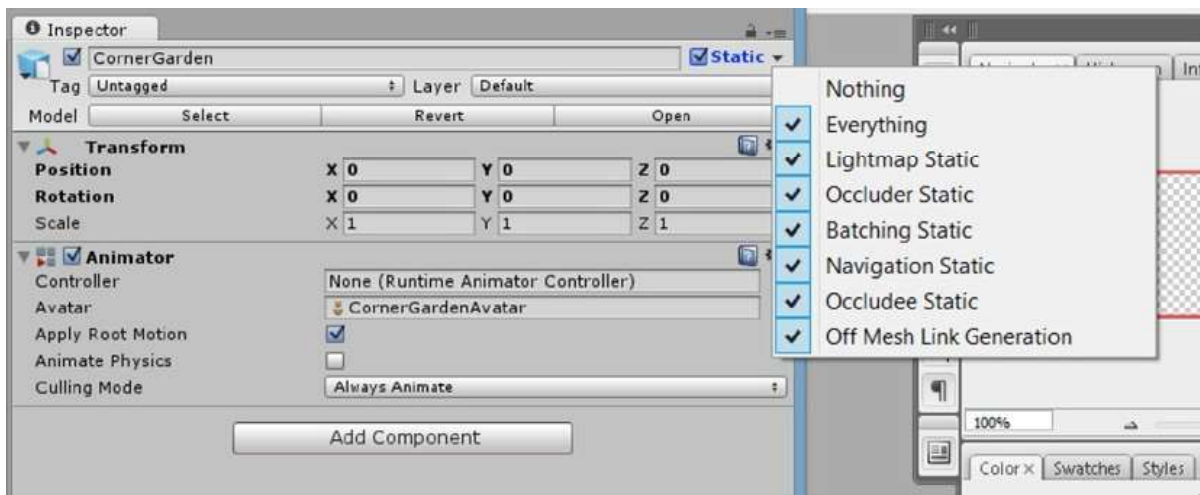 Inspector
CornerGarden Static
Tag Untagged Layer Default
Model Select Revert Open
Transform
Position X 0 Y 0 Z 0
Rotation X 0 Y 0 Z 0
Scale X 1 Y 1 Z 1
Animator
Controller None (Runtime Animator Controller)
Avatar CornerGardenAvatar
Apply Root Motion
Animate Physics
Culling Mode Always Animate
Add Component
Nothing
Everything
Lightmap Static
Occluder Static
Batching Static
Navigation Static
Occludee Static
Off Mesh Link Generation
100%
Color × Swatches Styles